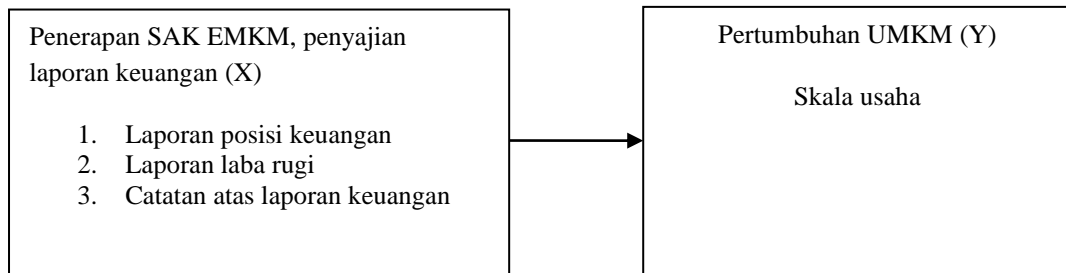 Penerapan SAK EMKM, penyajian
laporan keuangan (X)
1. Laporan posisi keuangan
2. Laporan laba rugi
3. Catatan atas laporan keuangan
Pertumbuhan UMKM (Y)
Skala usaha